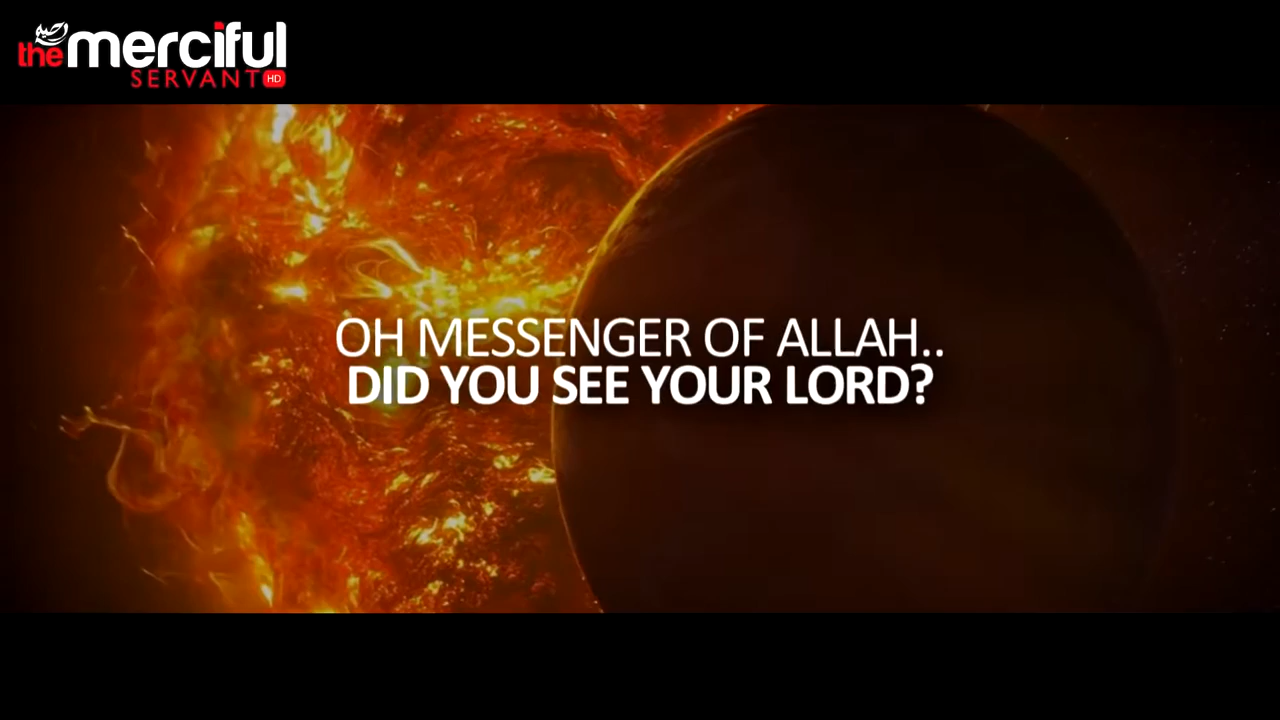 the merciful
SERVANT HD
OH MESSENGER OF ALLAH..
DID YOU SEE YOUR LORD?